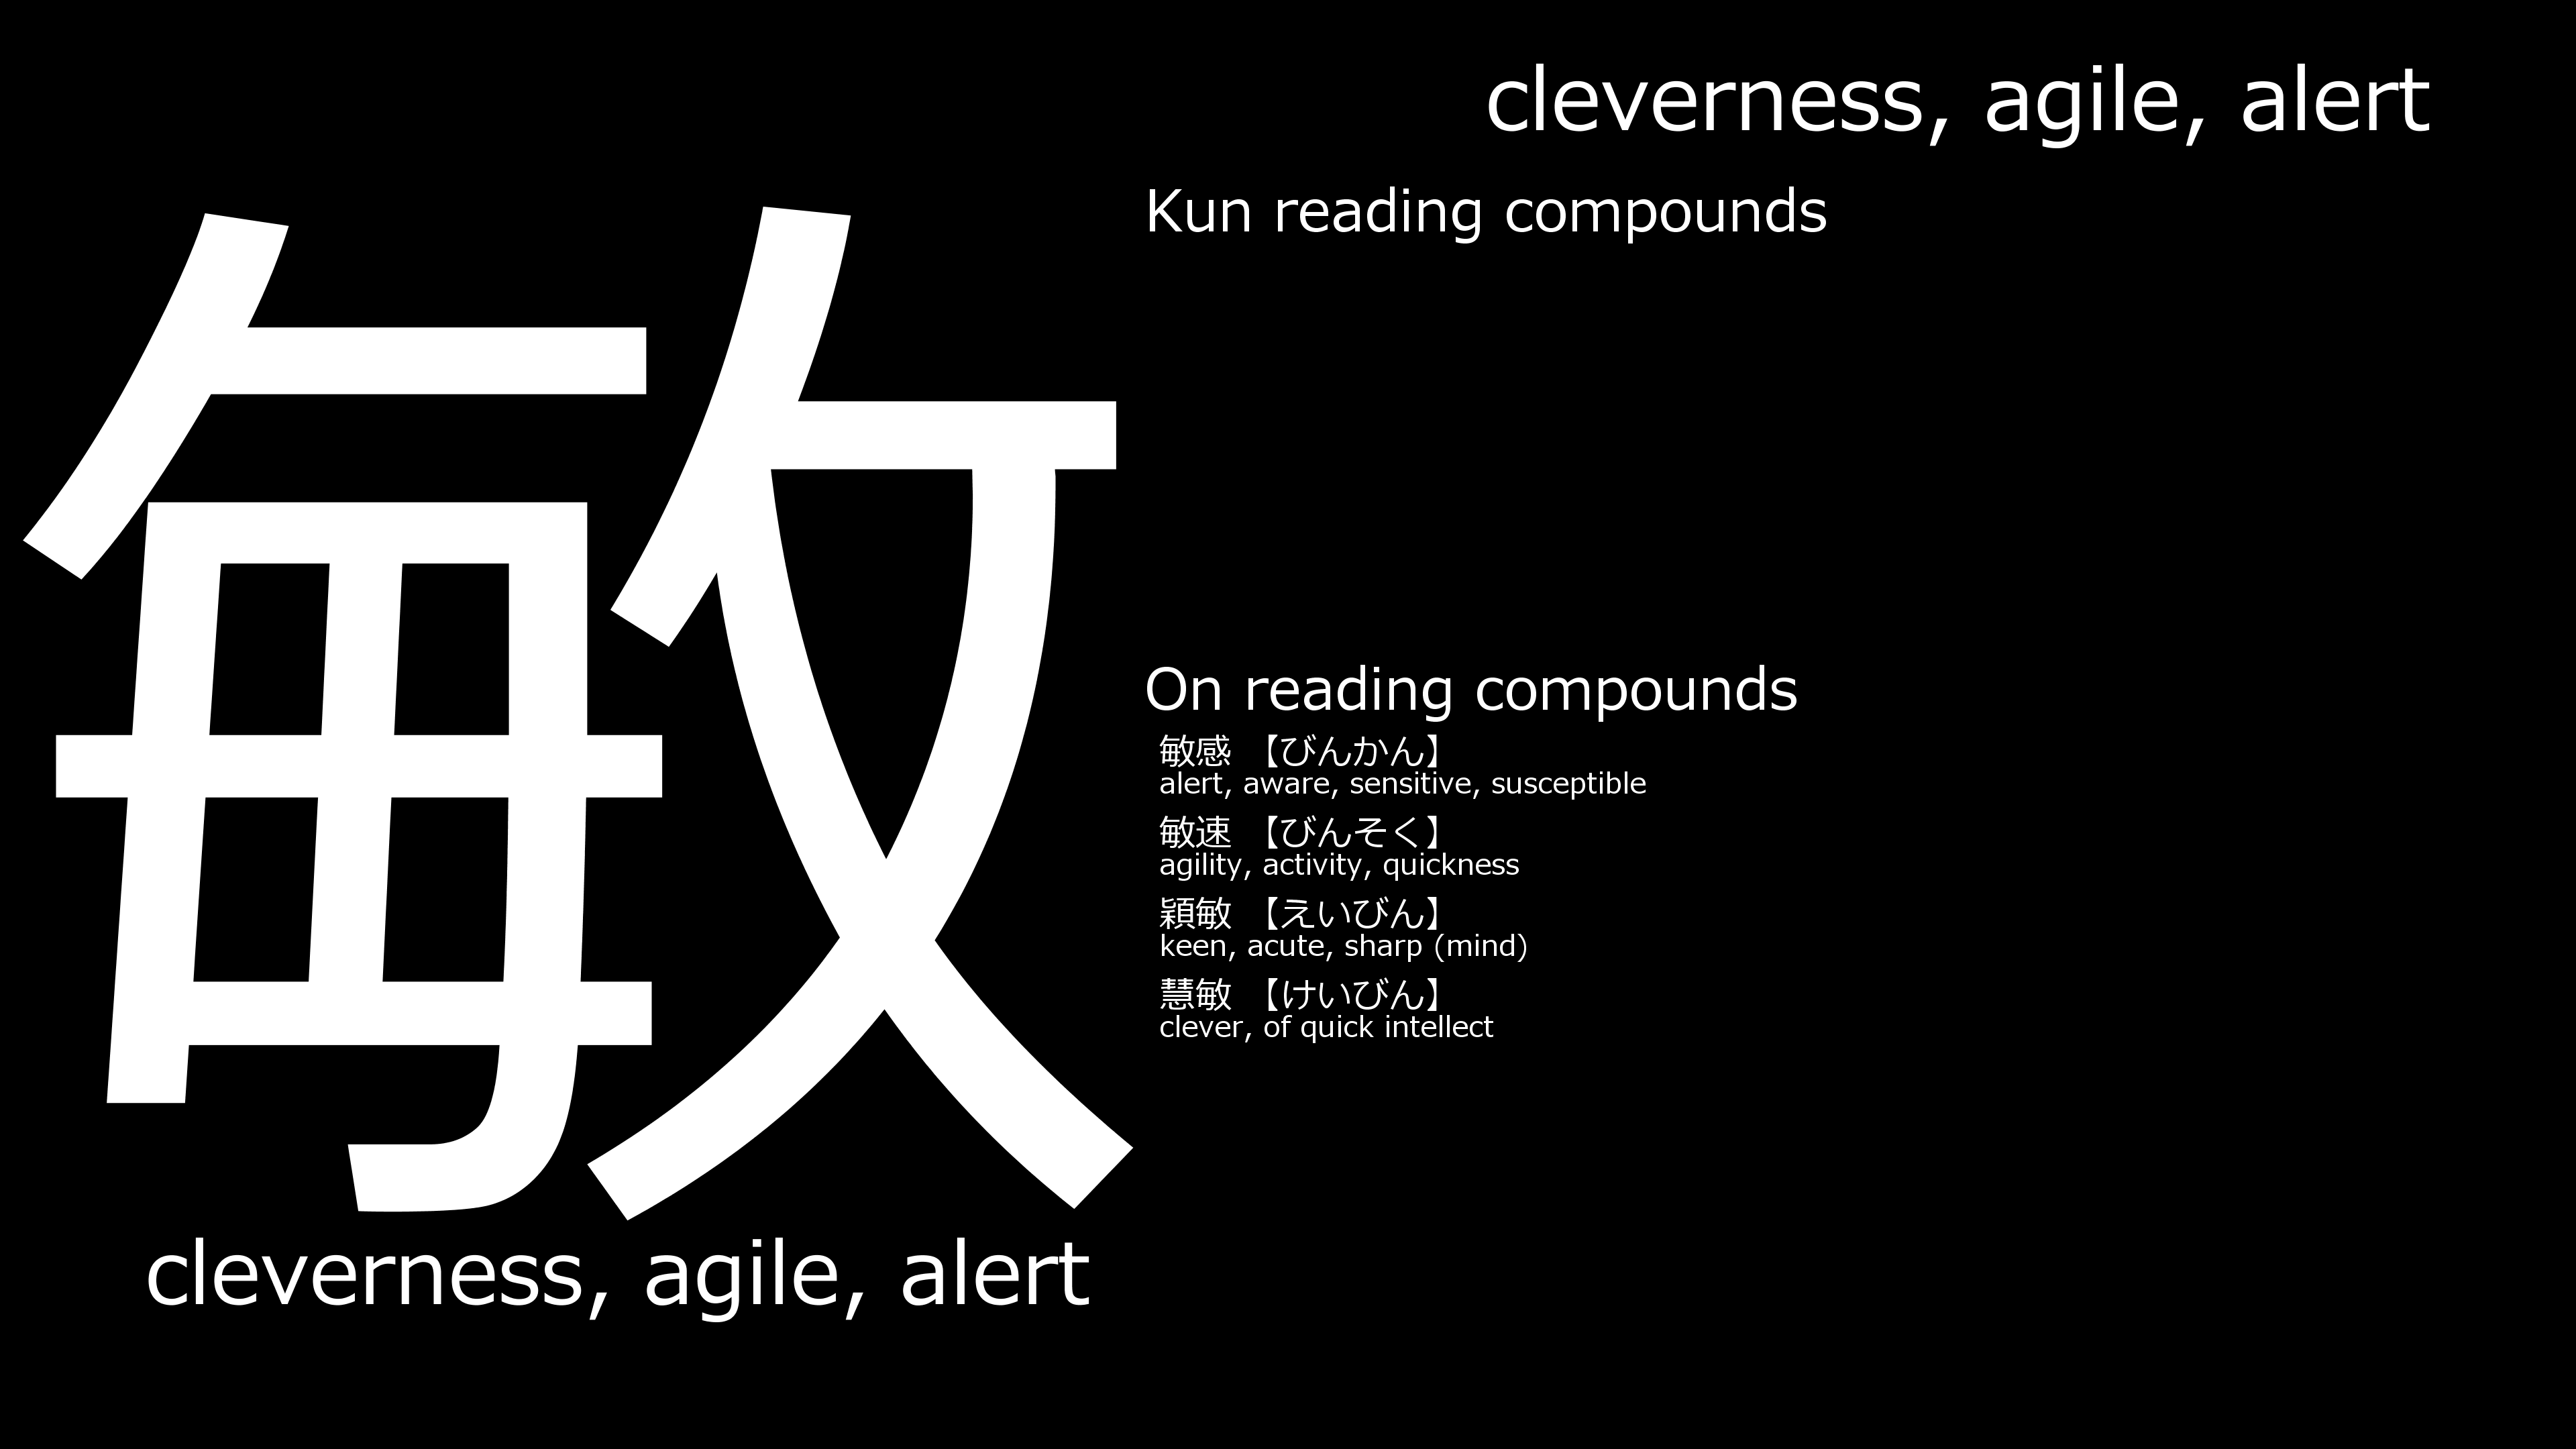 敏
cleverness, agile, alert
cleverness, agile, alert
Kun reading compounds
On reading compounds
敏感 【びんかん】
alert, aware, sensitive, susceptible
敏速 【びんそく】
agility, activity, quickness
穎敏 【えいびん】
keen, acute, sharp (mind)
慧敏 【けいびん】
clever, of quick intellect